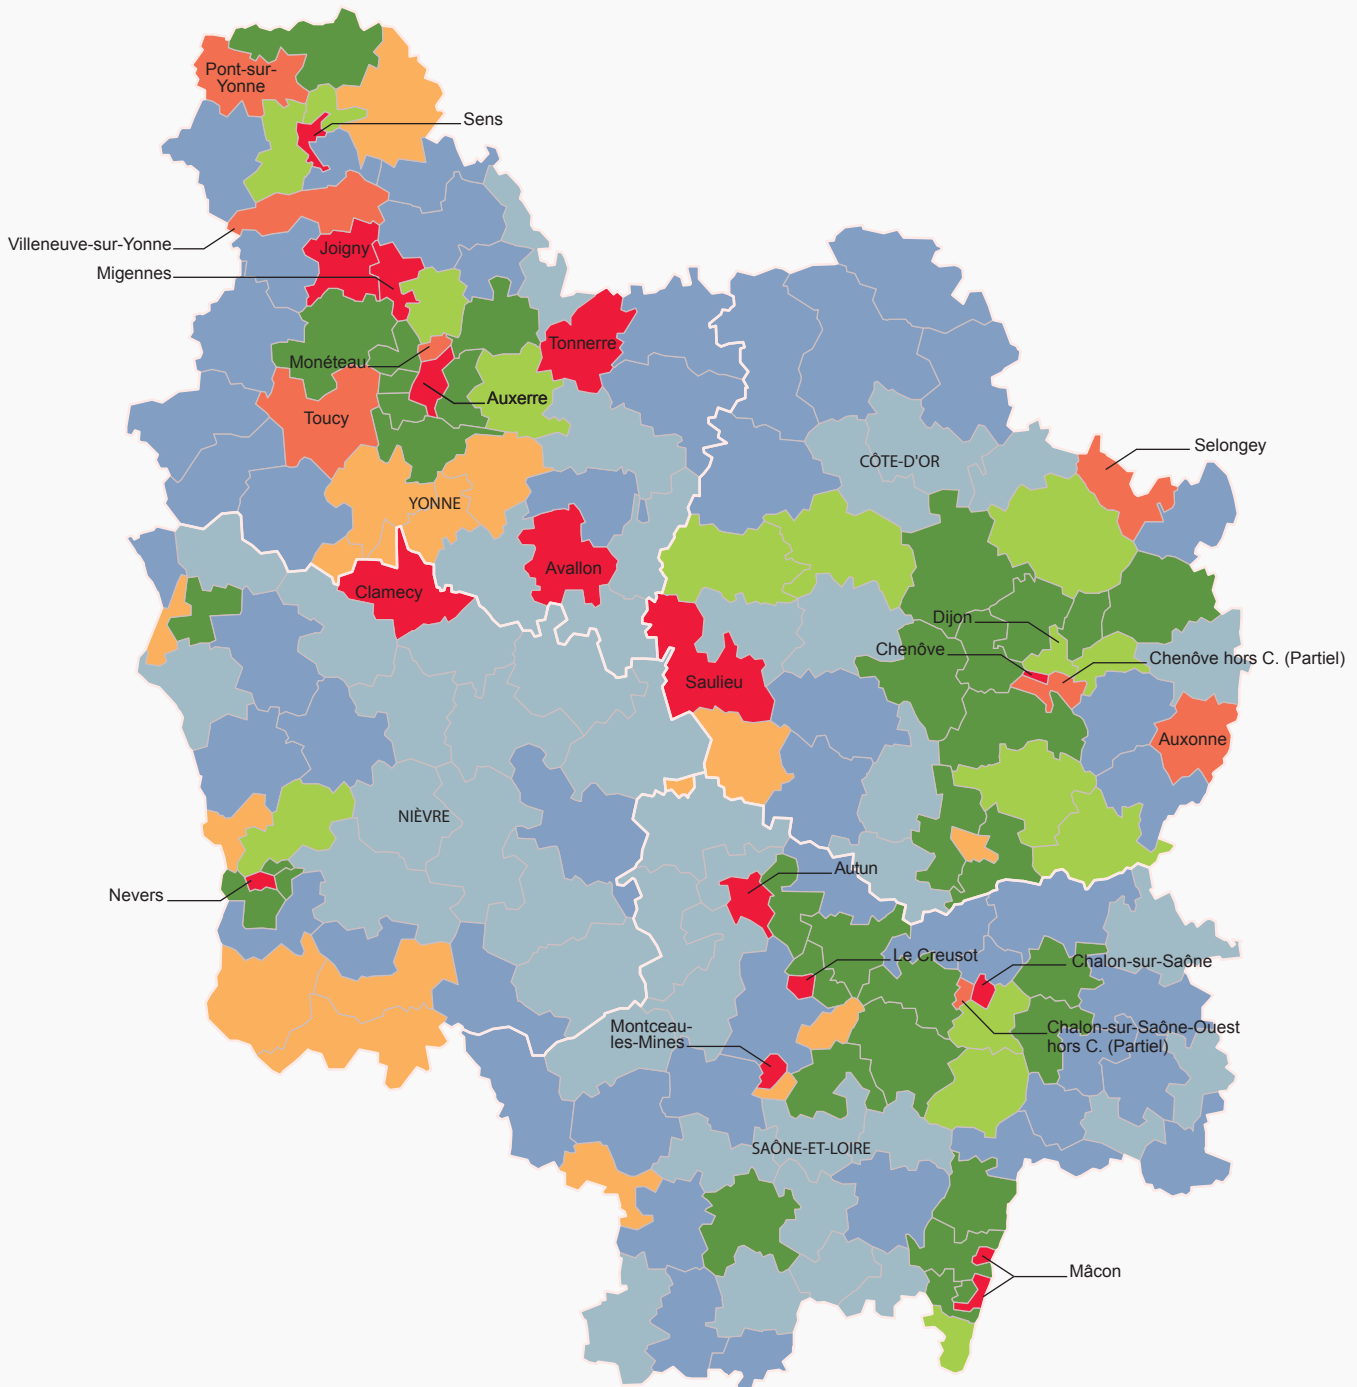 Pont-sur-
Yonne
Sens
Villeneuve-sur-Yonne
Joigny
Migennes
Tonnerre
Monéteau
Auxerre
Toucy
Selongey
CÔTE-D'OR
YONNE
Avallon
Clamecy
Dijon
Chenôve
Chenôve hors C. (Partiel)
Saulieu
Auxonne
NIÈVRE
Autun
Nevers
Le Creusot
Chalon-sur-Saône
Montceau-
les-Mines
Chalon-sur-Saône-Ouest
hors C. (Partiel)
SAÔNE-ET-LOIRE
Mâcon